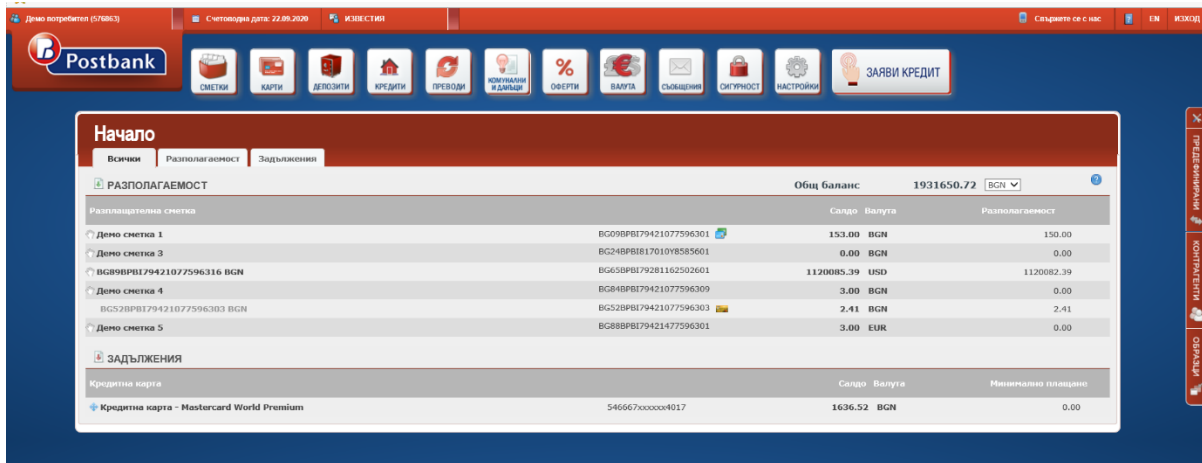 Демо потребител (576863) Счетоводна дата: 22.09.2020 ИЗВЕСТИЯ Свържете се с нас EN ИЗХОД
Postbank
СМЕТКИ КАРТИ ДЕПОЗИТИ КРЕДИТИ ПРЕВОДИ КОМУНАЛНИ И ДАНЪЦИ ОФЕРТИ ВАЛУТА СЪОБЩЕНИЯ СИГУРНОСТ НАСТРОЙКИ ЗАЯВИ КРЕДИТ
Начало
Всички Разполагаемост Задължения
РАЗПОЛАГАЕМОСТ Общ баланс 1931650.72 BGN
Разплащателна сметка Салдо Валута Разполагаемост
Демо сметка 1 BG09BPBI79421077596301 153.00 BGN 150.00
Демо сметка 3 BG24BPBI817010Y8585601 0.00 BGN 0.00
BG89BPBI79421077596316 BGN BG65BPBI79281162502601 1120085.39 USD 1120082.39
Демо сметка 4 BG84BPBI79421077596309 3.00 BGN 0.00
BG52BPBI79421077596303 BGN BG52BPBI79421077596303 2.41 BGN 2.41
Демо сметка 5 BG88BPBI79421477596301 3.00 EUR 0.00
ЗАДЪЛЖЕНИЯ
Кредитна карта Салдо Валута Минимално плащане
Кредитна карта - Mastercard World Premium 546667xxxxxx4017 1636.52 BGN 0.00
ПРЕДЕФИНИРАНИ
КОНТРАГЕНТИ
ОБРАЗЦИ